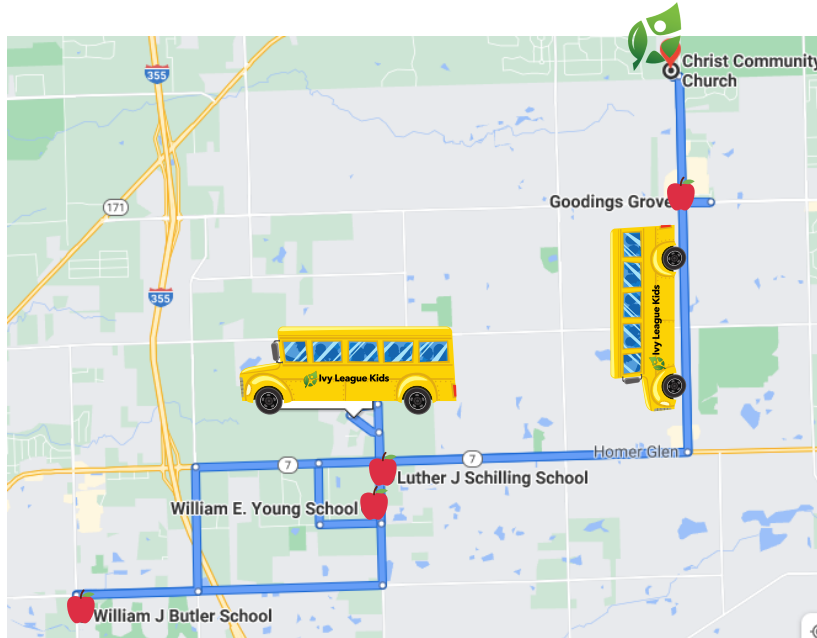 355
Christ Community
Church
Goodings Grove
171
Ivy League Kids
355
Ivy League Kids
7
7
Homer Glen
Luther J Schilling School
William E. Young School
William J Butler School